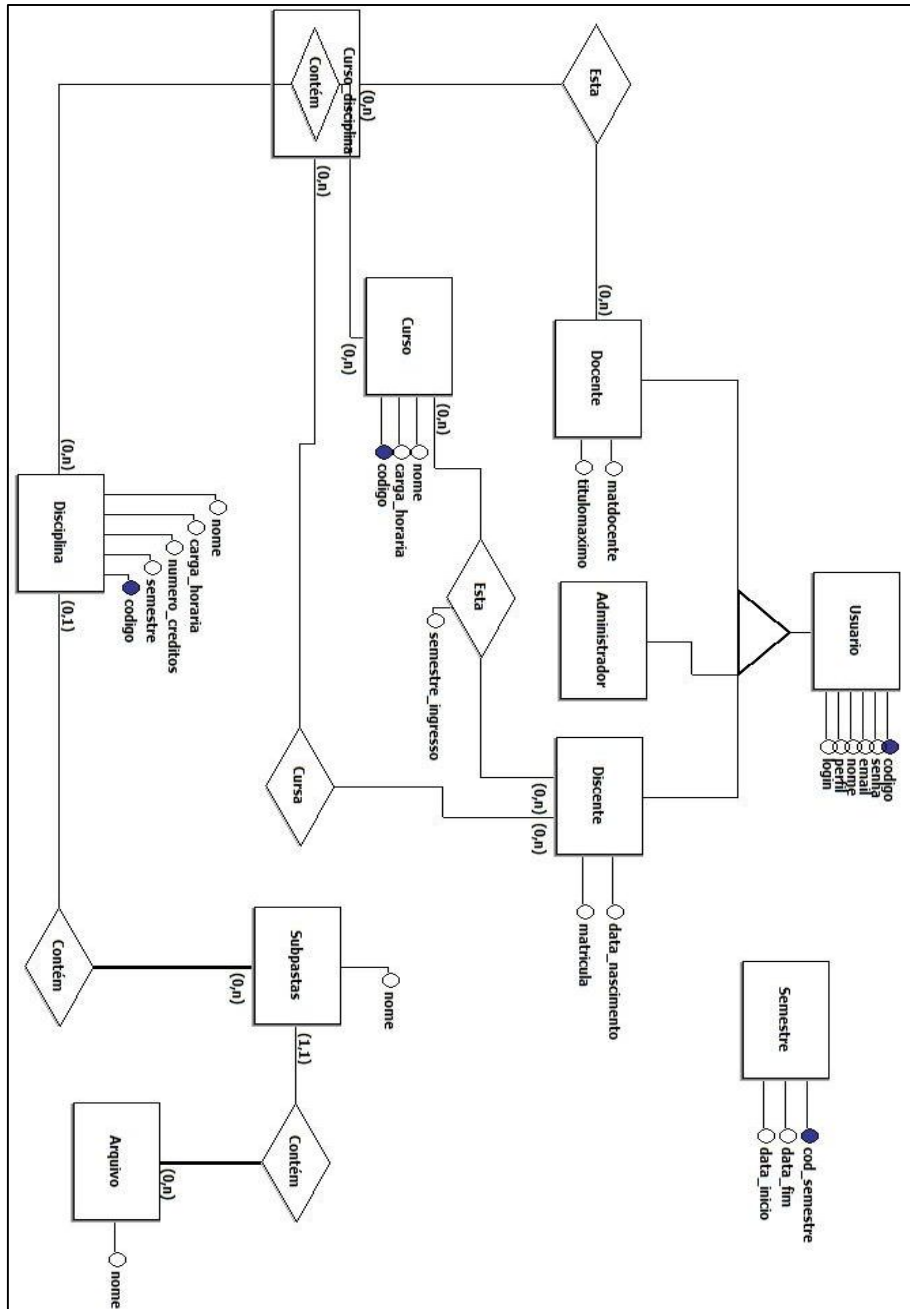 Usuario
codigo
senha
email
nome
perfil
login
Semestre
cod_semestre
data_fim
data_inicio
Docente
(0,n)
matdocente
titulomaximo
Administrador
Discente
(0,n)
(0,n)
data_nascimento
matricula
Esta
Esta
semestre_ingresso
Curso
(0,n)
(0,n)
nome
carga_horaria
codigo
Curso_disciplina
Contém
(0,n)
(0,n)
Cursa
Subpastas
nome
(0,n)
(1,1)
Contém
Disciplina
(0,n)
(0,1)
nome
carga_horaria
numero_creditos
semestre
codigo
Contém
Arquivo
(0,n)
nome